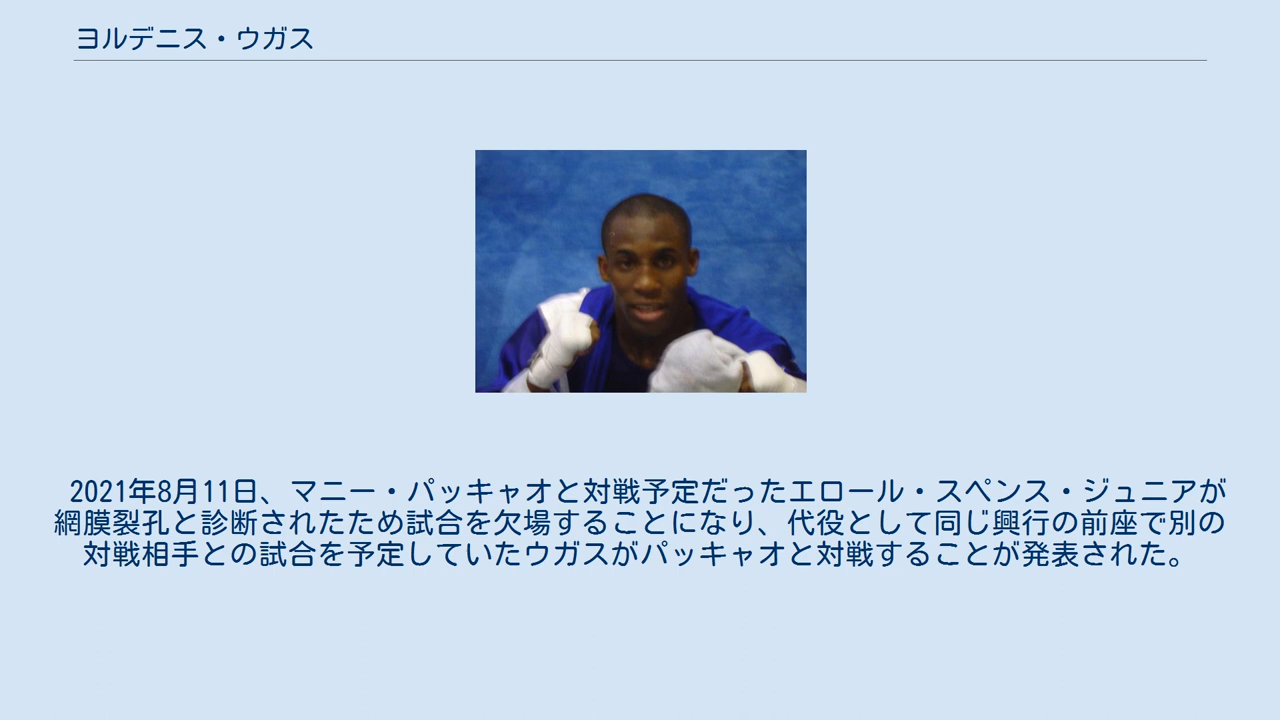 ヨルデニス・ウガス
2021年8月11日、マニー・パッキャオと対戦予定だったエロール・スペンス・ジュニアが
網膜裂孔と診断されたため試合を欠場することになり、代役として同じ興行の前座で別の
対戦相手との試合を予定していたウガスがパッキャオと対戦することが発表された。